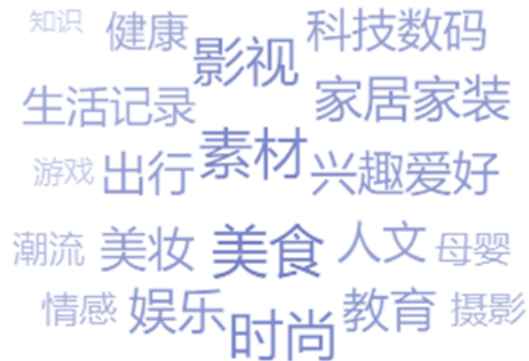 知识 健康 影视 科技数码
生活记录 家居家装
游戏 出行 素材 兴趣爱好
潮流 美妆 美食 人文 母婴
情感 娱乐 时尚 教育 摄影